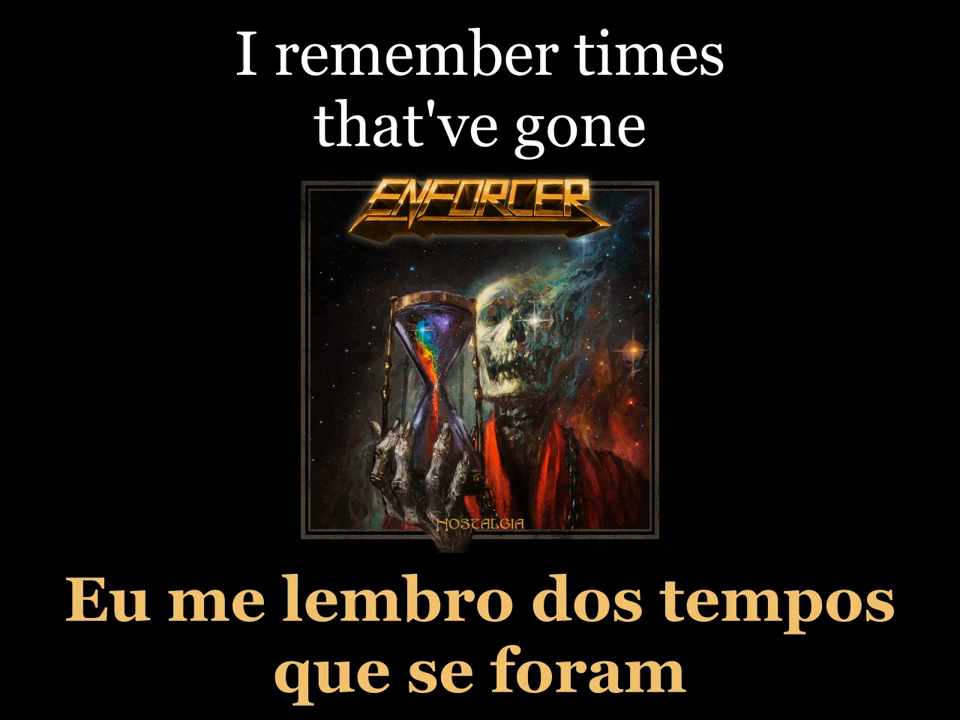 I remember times
that've gone
ENFORCER
NOSTALGIA
Eu me lembro dos tempos
que se foram